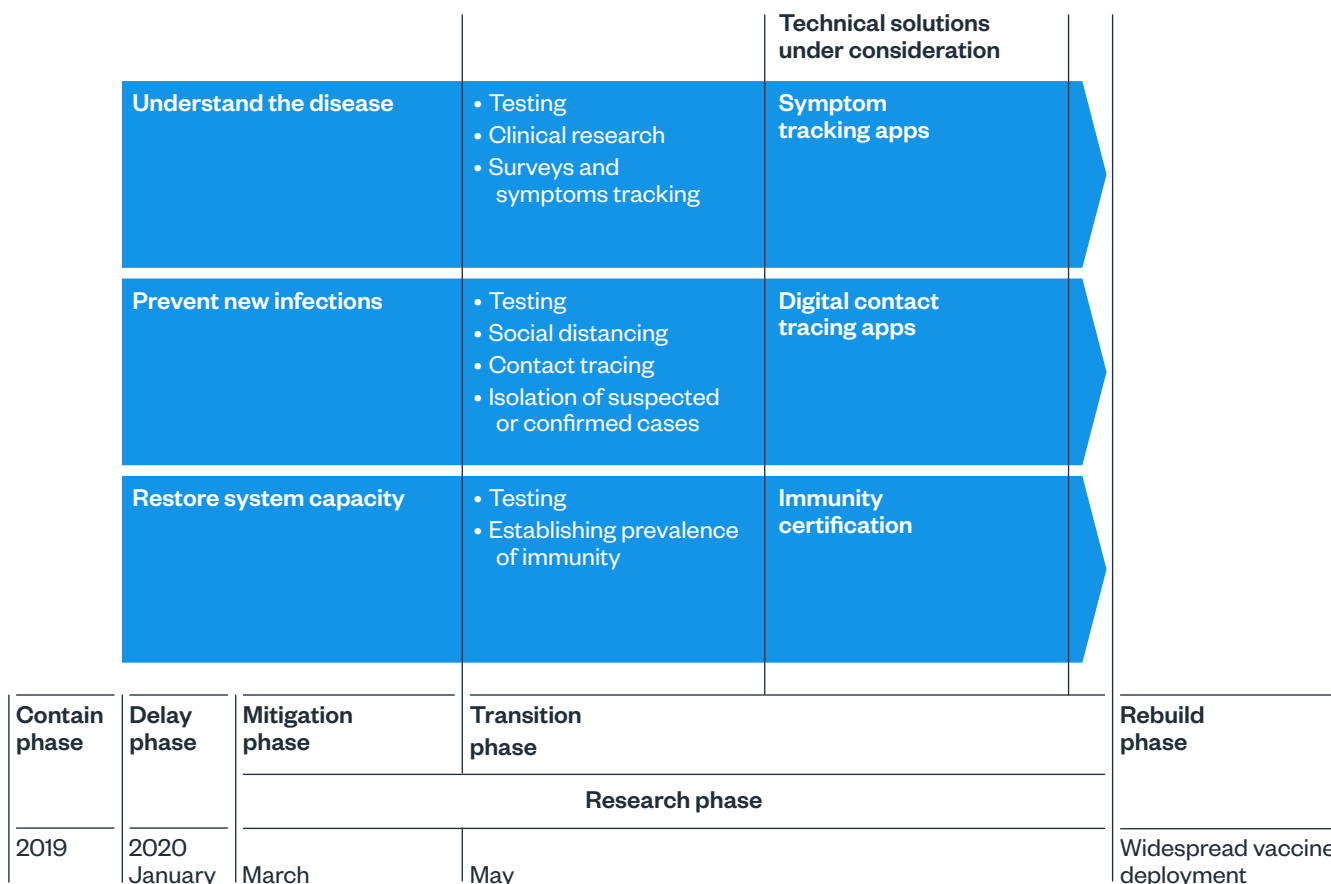 Technical solutions
under consideration
Understand the disease
• Testing
• Clinical research
• Surveys and
symptoms tracking
Symptom
tracking apps
Prevent new infections
• Testing
• Social distancing
• Contact tracing
• Isolation of suspected
or confirmed cases
Digital contact
tracing apps
Restore system capacity
• Testing
• Establishing prevalence
of immunity
Immunity
certification
Contain
phase
Delay
phase
Mitigation
phase
Transition
phase
Rebuild
phase
Research phase
2019
2020
January
March
May
Widespread vaccine
deployment